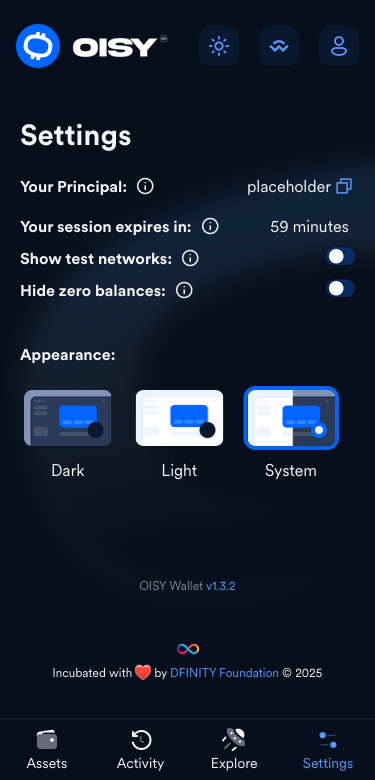 OISY
Settings
Your Principal: placeholder
Your session expires in: 59 minutes
Show test networks:
Hide zero balances:
Appearance:
Dark Light System
OISY Wallet v1.3.2
Incubated with ❤️ by DFINITY Foundation © 2025
Assets Activity Explore Settings